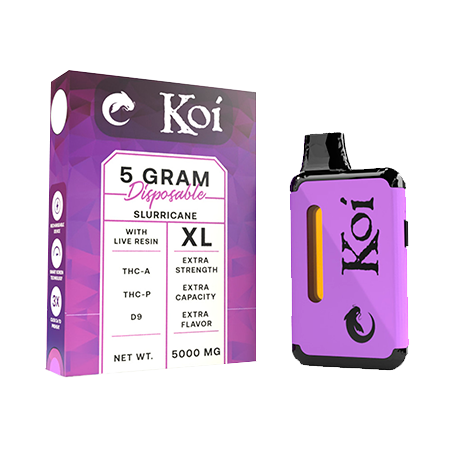 Koi
5 GRAM
Disposable
SLURRICANE
WITH
LIVE RESIN
THC-A
THC-P
D9
XL
EXTRA
STRENGTH
EXTRA
CAPACITY
EXTRA
FLAVOR
NET WT. 5000 MG
3X
Koi